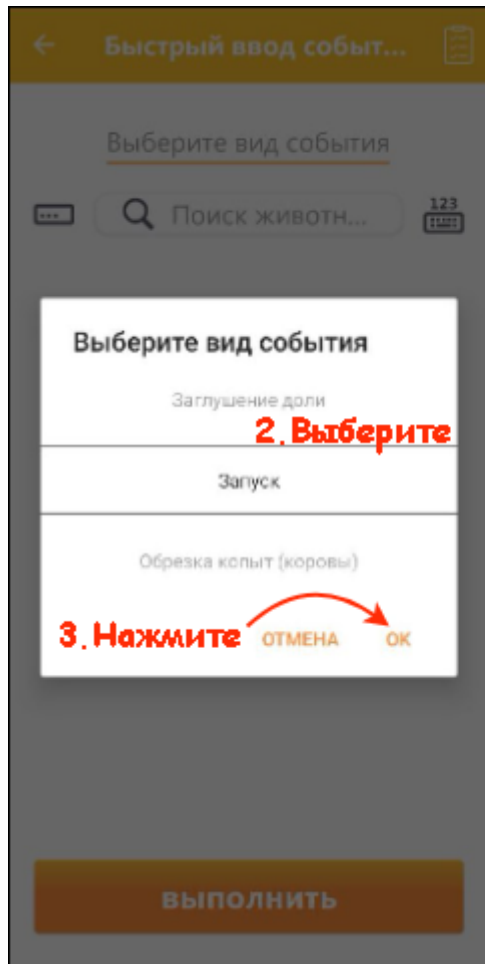 Быстрый ввод событ...
Выберите вид события
Поиск животн...
123
Выберите вид события
Заглушение доли
2. Выберите
Запуск
Обрезка копыт (коровы)
3. Нажмите
ОТМЕНА
ОК
ВЫПОЛНИТЬ